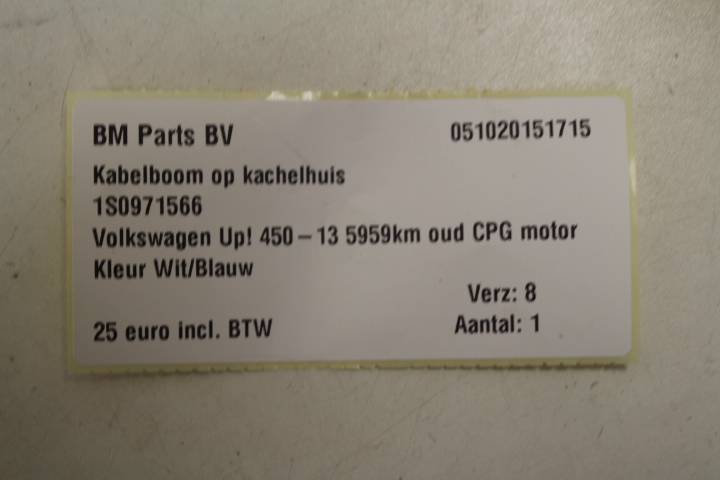 BM Parts BV 051020151715
Kabelboom op kachelhuis
1S0971566
Volkswagen Up! 450 – 13 5959km oud CPG motor
Kleur Wit/Blauw
Verz: 8
25 euro incl. BTW Aantal: 1